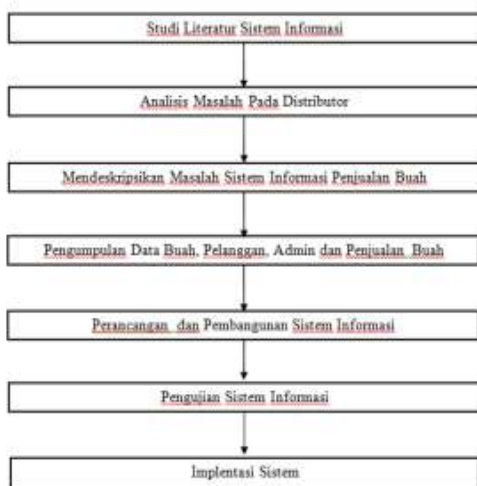 Studi Literatur Sistem Informasi
Analisis Masalah Pada Distributor
Mendeskripsikan Masalah Sistem Informasi Penjualan Buah
Pengumpulan Data Buah, Pelanggan, Admin dan Penjualan Buah
Perancangan dan Pembangunan Sistem Informasi
Pengujian Sistem Informasi
Implentasi Sistem